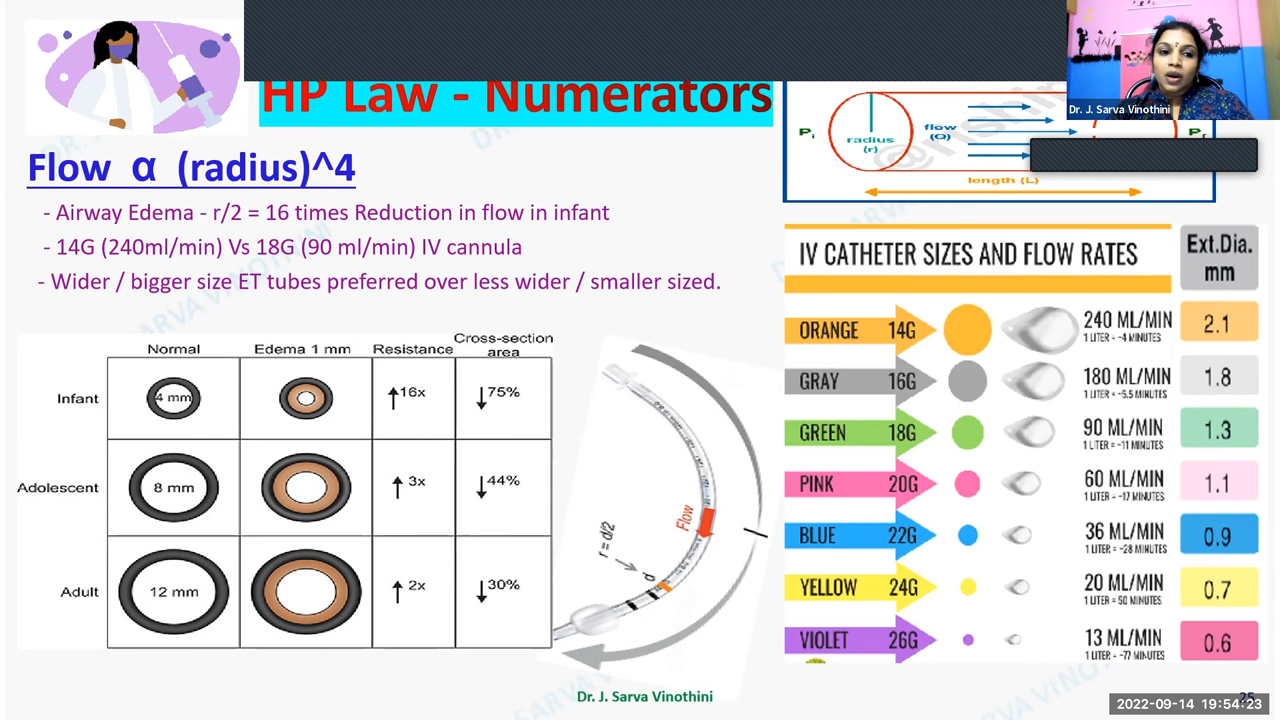 HP Law - Numerators
Flow α (radius)^4
- Airway Edema - r/2 = 16 times Reduction in flow in infant
- 14G (240ml/min) Vs 18G (90 ml/min) IV cannula
- Wider / bigger size ET tubes preferred over less wider / smaller sized.
Normal Edema 1 mm Resistance Cross-section area
Infant 4 mm ↑16x ↓75%
Adolescent 8 mm ↑ 3x ↓44%
Adult 12 mm ↑ 2x ↓30%
r = d/2
d
Flow
Pi
radius
(r)
flow
(Q)
length (L)
Dr. J. Sarva Vinothini
IV CATHETER SIZES AND FLOW RATES
Ext.Dia.
mm
ORANGE 14G 240 ML/MIN 2.1
1 LITER = ~4 MINUTES
GRAY 16G 180 ML/MIN 1.8
1 LITER = ~5.5 MINUTES
GREEN 18G 90 ML/MIN 1.3
1 LITER = ~11 MINUTES
PINK 20G 60 ML/MIN 1.1
1 LITER = ~17 MINUTES
BLUE 22G 36 ML/MIN 0.9
1 LITER = ~28 MINUTES
YELLOW 24G 20 ML/MIN 0.7
1 LITER = 50 MINUTES
VIOLET 26G 13 ML/MIN 0.6
1 LITER = ~77 MINUTES
Dr. J. Sarva Vinothini
25
2022-09-14 19:54:23